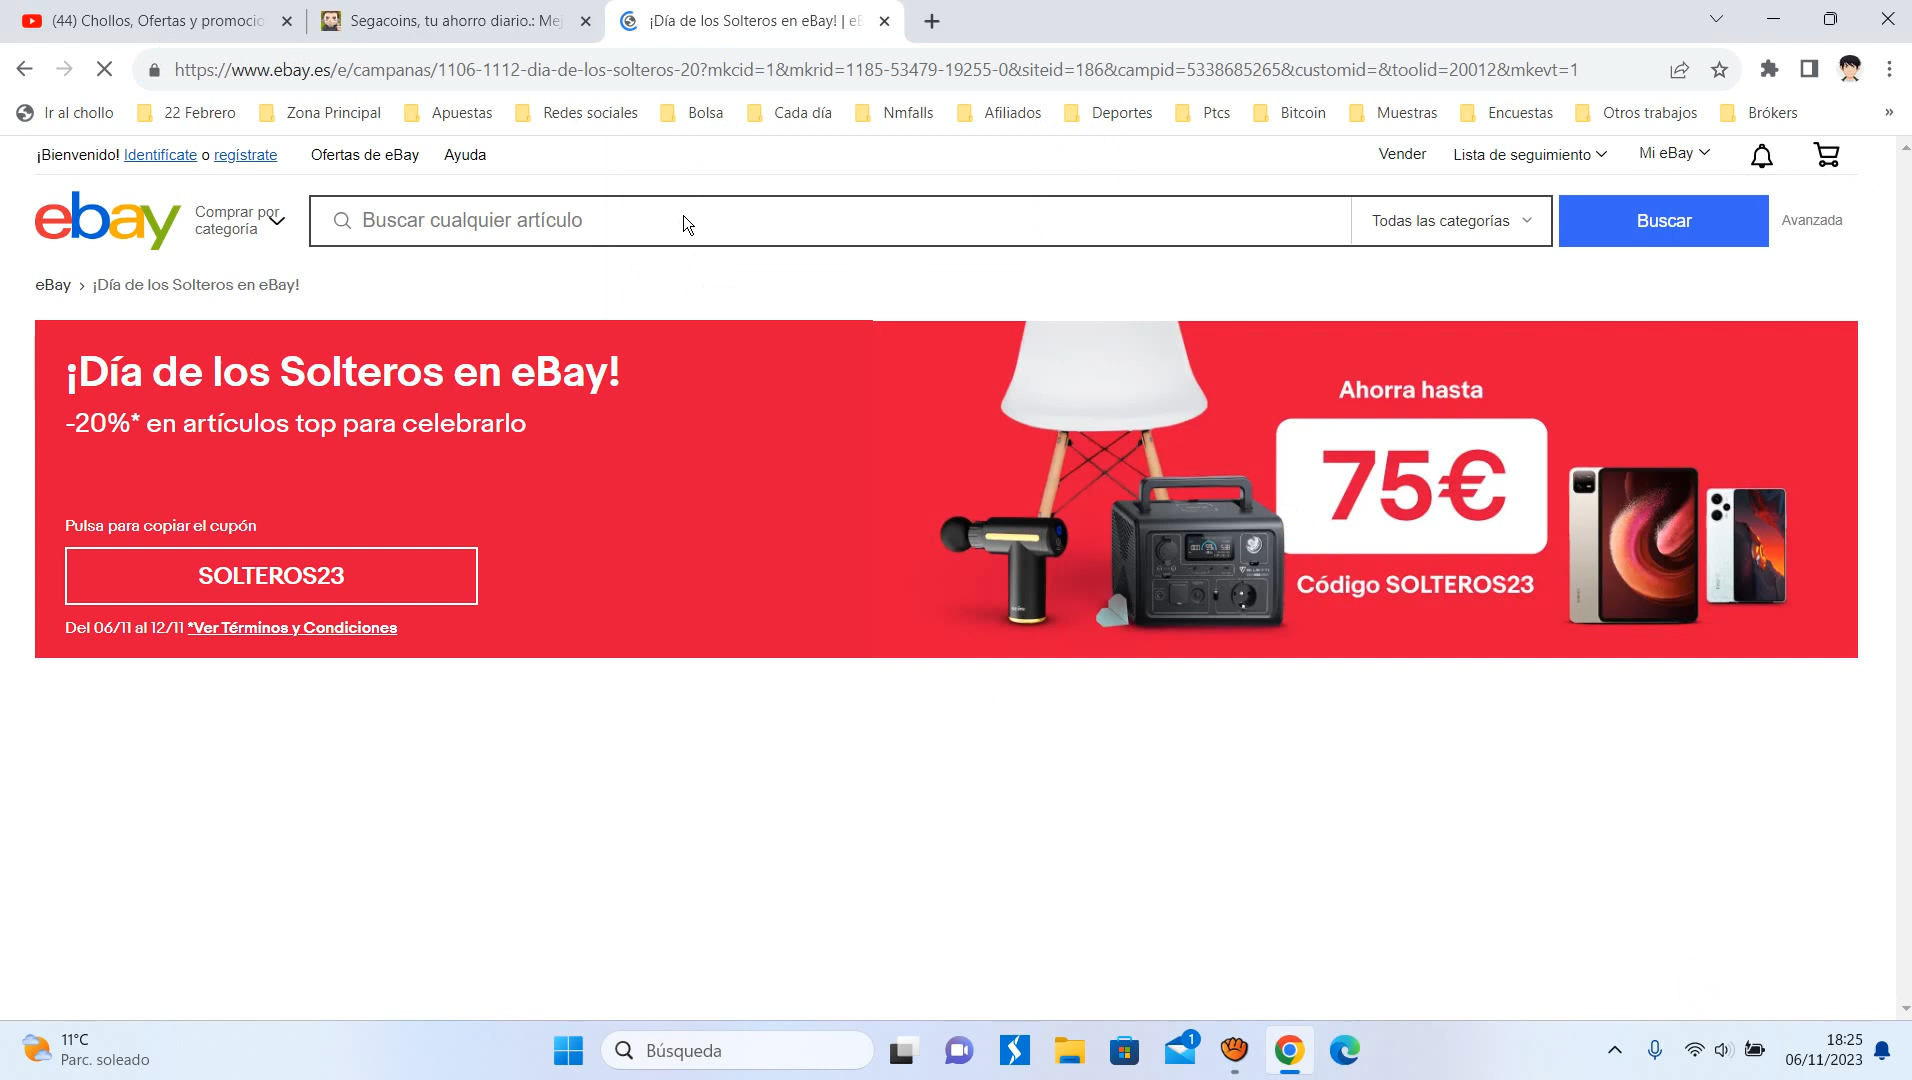 (44) Chollos, Ofertas y promocio
Segacoins, tu ahorro diario.: Mej
¡Día de los Solteros en eBay! | eB
https://www.ebay.es/e/campanas/1106-1112-dia-de-los-solteros-20?mkcid=1&mkrid=1185-53479-19255-0&siteid=186&campid=5338685265&customid=&toolid=20012&mkevt=1
Ir al chollo
22 Febrero
Zona Principal
Apuestas
Redes sociales
Bolsa
Cada día
Nmfalls
Afiliados
Deportes
Ptcs
Bitcoin
Muestras
Encuestas
Otros trabajos
Brókers
»
¡Bienvenido! Identifícate o regístrate
Ofertas de eBay
Ayuda
Vender
Lista de seguimiento
Mi eBay
ebay
Comprar por
categoría
Buscar cualquier artículo
Todas las categorías
Buscar
Avanzada
eBay › ¡Día de los Solteros en eBay!
¡Día de los Solteros en eBay!
-20%* en artículos top para celebrarlo
Pulsa para copiar el cupón
SOLTEROS23
Del 06/11 al 12/11 *Ver Términos y Condiciones
Ahorra hasta
75€
Código SOLTEROS23
11°C
Parc. soleado
Búsqueda
1
18:25
06/11/2023